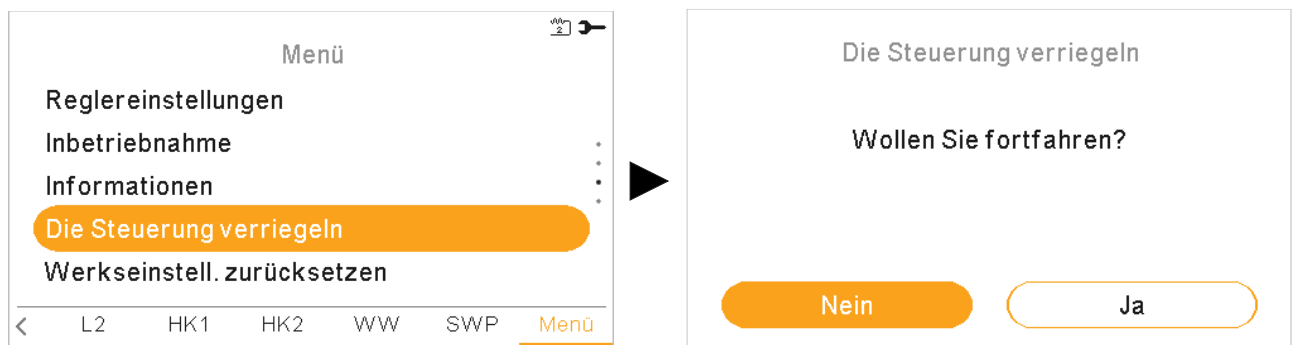 2
Menü
Reglereinstellungen
Inbetriebnahme
Informationen
Die Steuerung verriegeln
Werkseinstell. zurücksetzen
< L2 HK1 HK2 WW SWP Menü
Die Steuerung verriegeln
Wollen Sie fortfahren?
Nein Ja